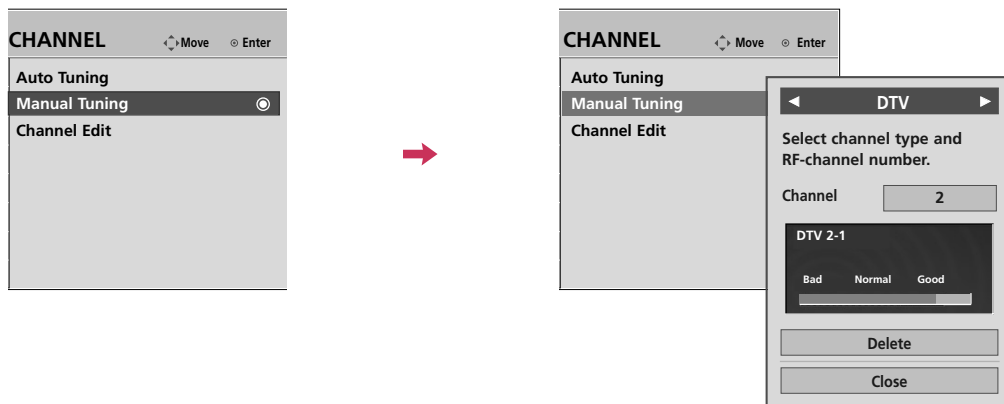 CHANNEL Move Enter
Auto Tuning
Manual Tuning
Channel Edit
CHANNEL Move Enter
Auto Tuning
Manual Tuning
Channel Edit
DTV
Select channel type and
RF-channel number.
Channel 2
DTV 2-1
Bad Normal Good
Delete
Close